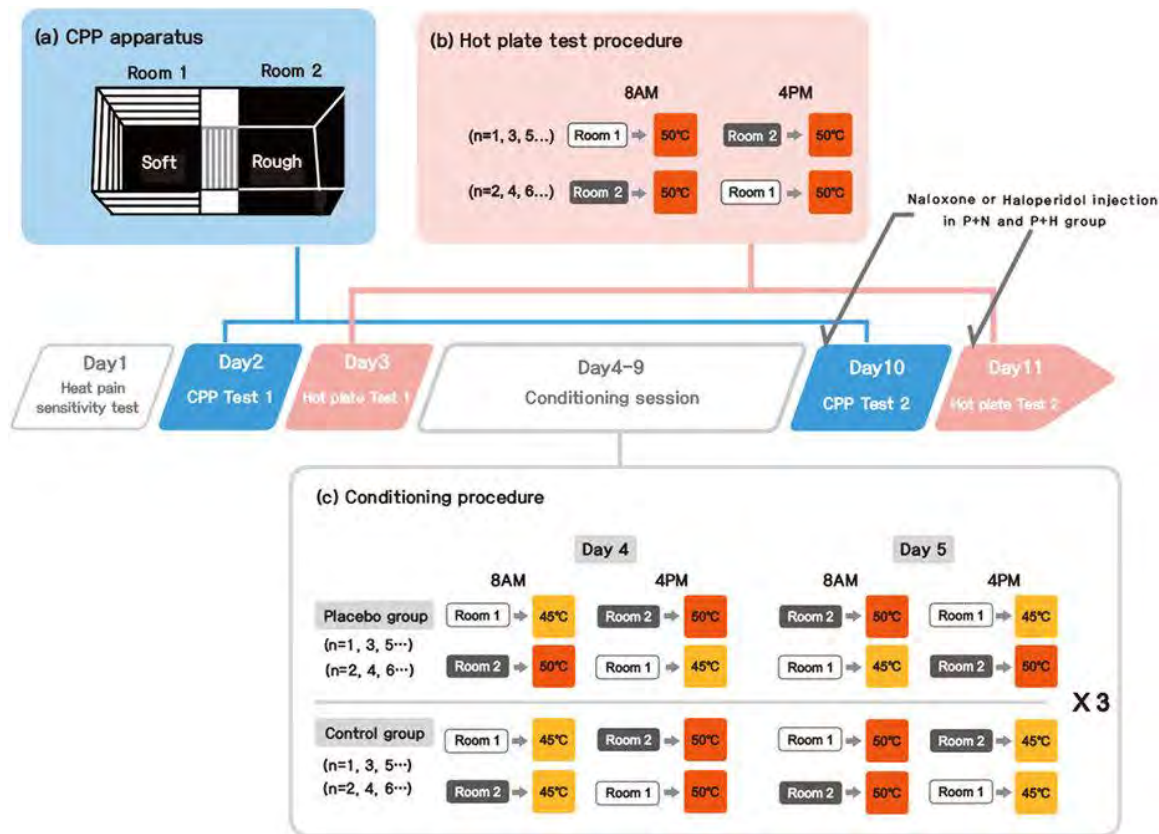 (a) CPP apparatus
Room 1 Room 2
Soft Rough
(b) Hot plate test procedure
8AM 4PM
(n=1, 3, 5...) Room 1 50℃ Room 2 50℃
(n=2, 4, 6...) Room 2 50℃ Room 1 50℃
Naloxone or Haloperidol injection
in P+N and P+H group
Day1
Heat pain
sensitivity test
Day2
CPP Test 1
Day3
Hot plate Test 1
Day4-9
Conditioning session
Day10
CPP Test 2
Day11
Hot plate Test 2
(c) Conditioning procedure
Day 4 Day 5
8AM 4PM 8AM 4PM
Placebo group
(n=1, 3, 5···)
(n=2, 4, 6···)
Room 1 45℃ Room 2 50℃ Room 2 50℃ Room 1 45℃
Room 2 50℃ Room 1 45℃ Room 1 45℃ Room 2 50℃
X 3
Control group
(n=1, 3, 5···)
(n=2, 4, 6···)
Room 1 45℃ Room 2 50℃ Room 1 50℃ Room 2 45℃
Room 2 45℃ Room 1 50℃ Room 2 50℃ Room 1 45℃